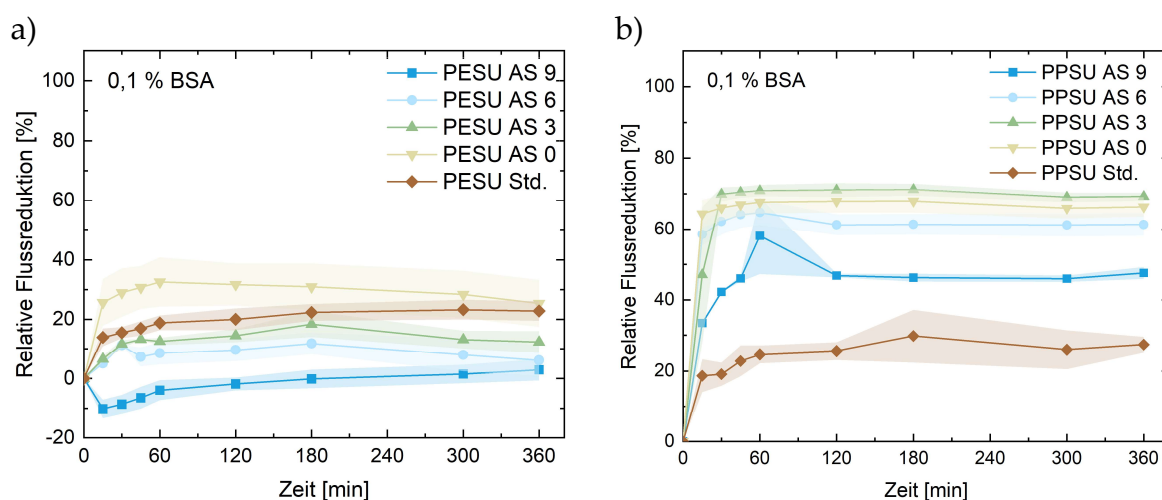 a)
0,1 % BSA
PESU AS 9
PESU AS 6
PESU AS 3
PESU AS 0
PESU Std.
Relative Flussreduktion [%]
100
80
60
40
20
0
-20
0 60 120 180 240 300 360
Zeit [min]
b)
0,1 % BSA
PPSU AS 9
PPSU AS 6
PPSU AS 3
PPSU AS 0
PPSU Std.
Relative Flussreduktion [%]
100
80
60
40
20
0
0 60 120 180 240 300 360
Zeit [min]